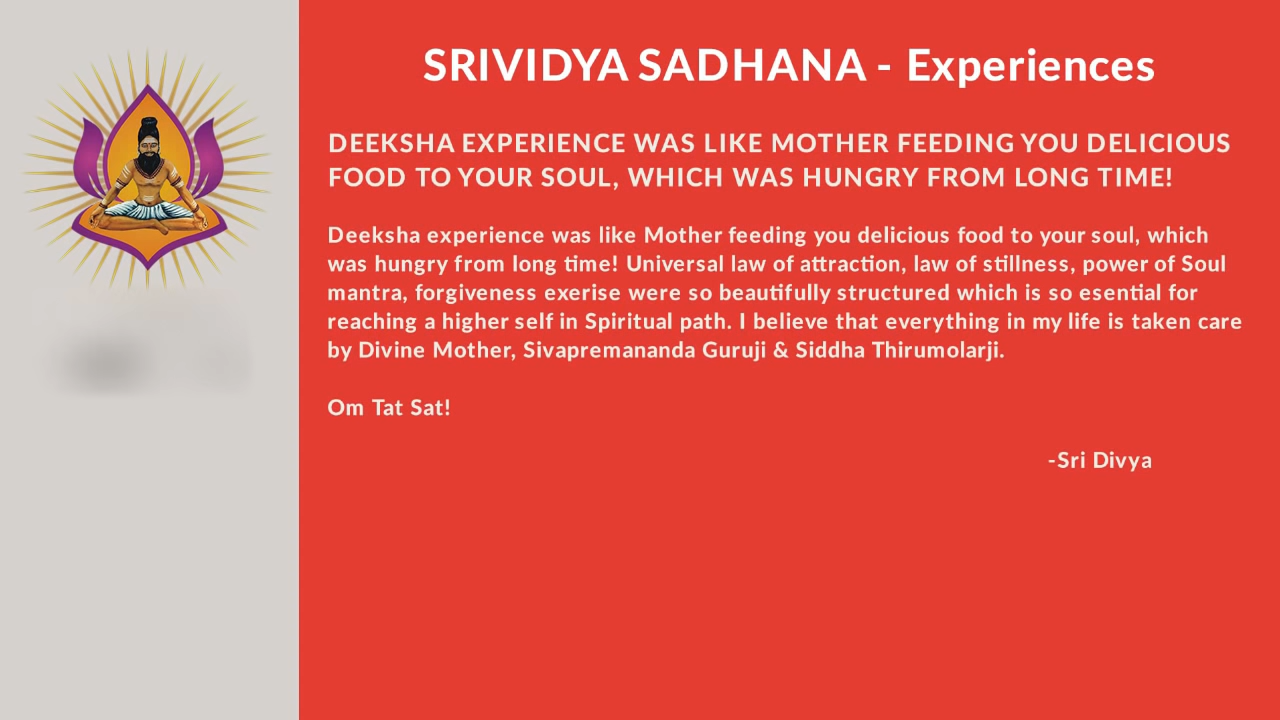 SRIVIDYA SADHANA - Experiences
DEEKSHA EXPERIENCE WAS LIKE MOTHER FEEDING YOU DELICIOUS
FOOD TO YOUR SOUL, WHICH WAS HUNGRY FROM LONG TIME!
Deeksha experience was like Mother feeding you delicious food to your soul, which
was hungry from long time! Universal law of attraction, law of stillness, power of Soul
mantra, forgiveness exerise were so beautifully structured which is so esential for
reaching a higher self in Spiritual path. I believe that everything in my life is taken care
by Divine Mother, Sivapremananda Guruji & Siddha Thirumolarji.
Om Tat Sat!
-Sri Divya